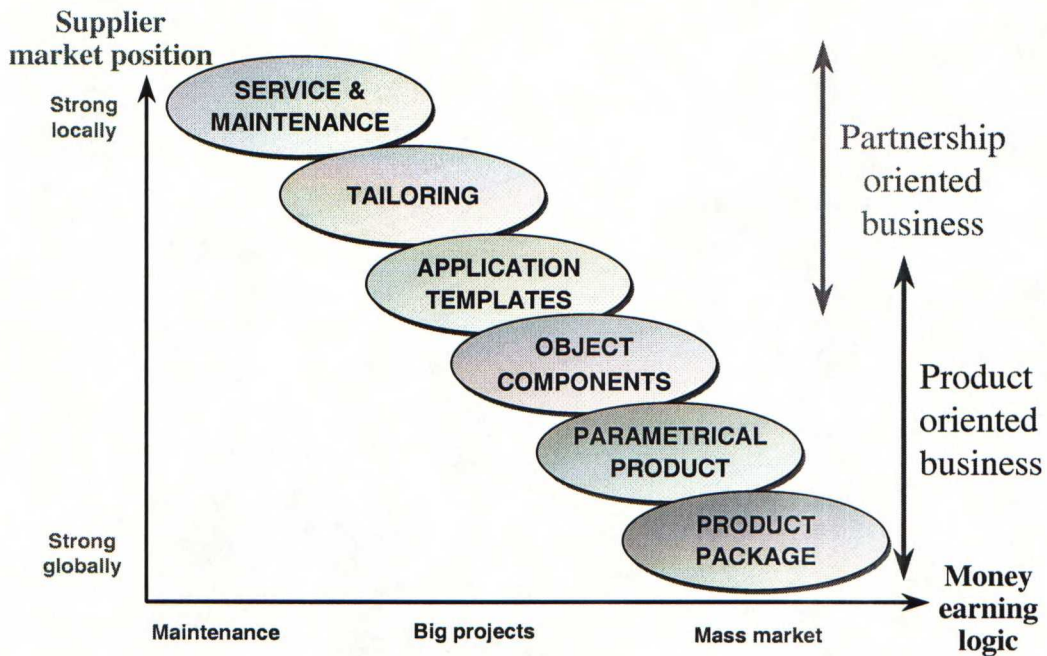 Supplier
market position
Strong
locally
SERVICE &
MAINTENANCE
TAILORING
APPLICATION
TEMPLATES
OBJECT
COMPONENTS
PARAMETRICAL
PRODUCT
PRODUCT
PACKAGE
Partnership
oriented
business
Product
oriented
business
Strong
globally
Maintenance
Big projects
Mass market
Money
earning
logic